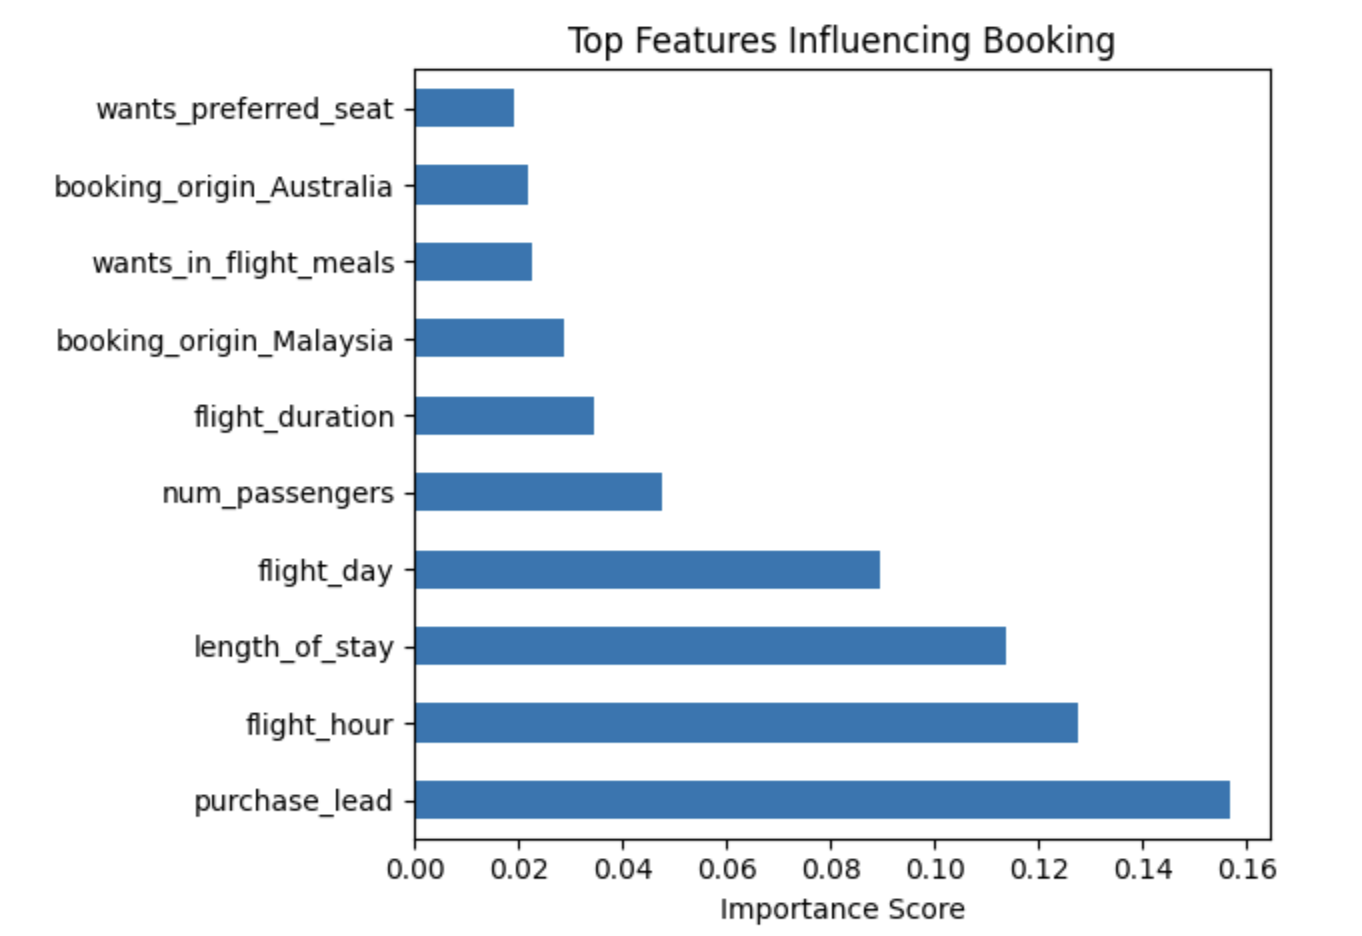 Top Features Influencing Booking
wants_preferred_seat
booking_origin_Australia
wants_in_flight_meals
booking_origin_Malaysia
flight_duration
num_passengers
flight_day
length_of_stay
flight_hour
purchase_lead
0.00 0.02 0.04 0.06 0.08 0.10 0.12 0.14 0.16
Importance Score